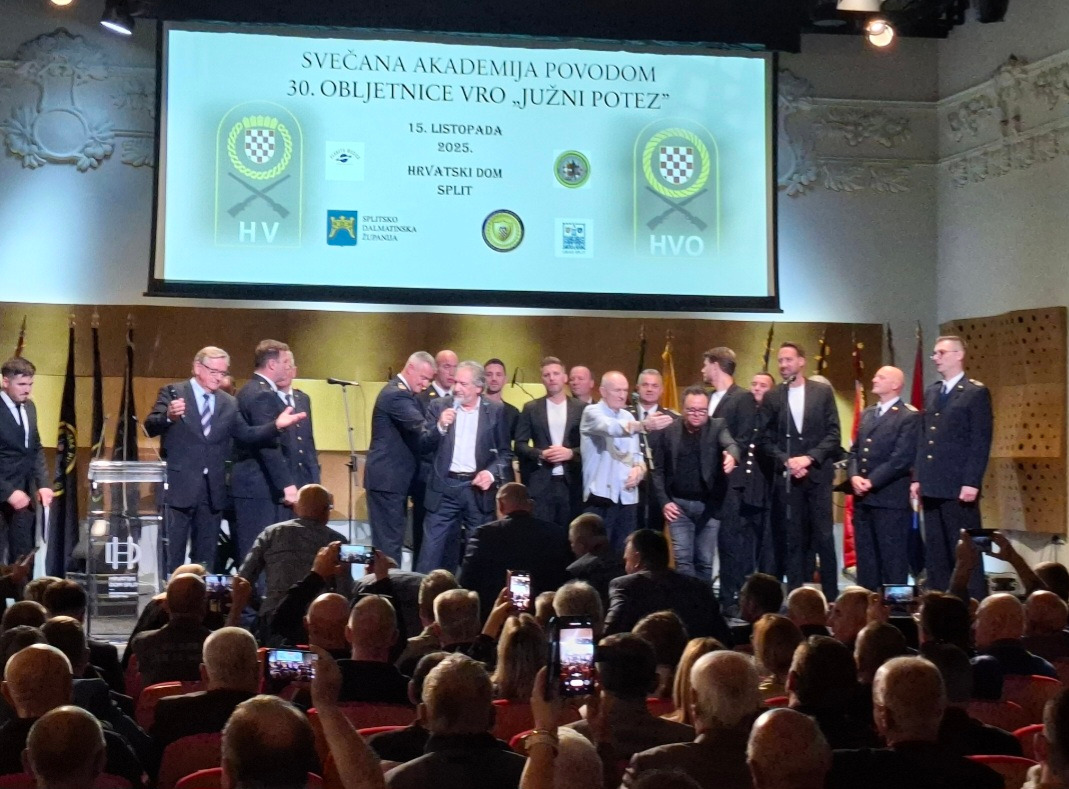 SVEČANA AKADEMIJA POVODOM
30. OBLJETNICE VRO „JUŽNI POTEZ”
15. LISTOPADA
2025.
HRVATSKI DOM
SPLIT
HV
SPLITSKO
DALMATINSKA
ŽUPANIJA
HVO
HD